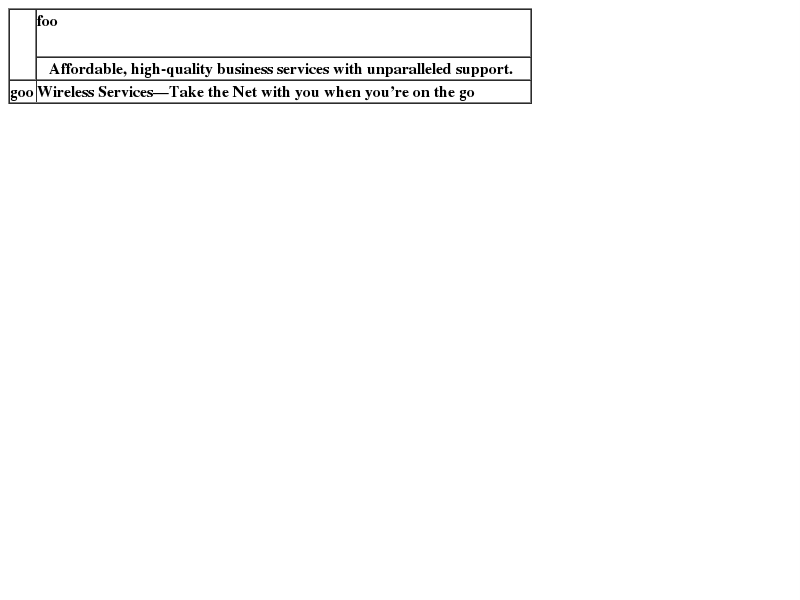 foo
Affordable, high-quality business services with unparalleled support.
goo Wireless Services—Take the Net with you when you’re on the go